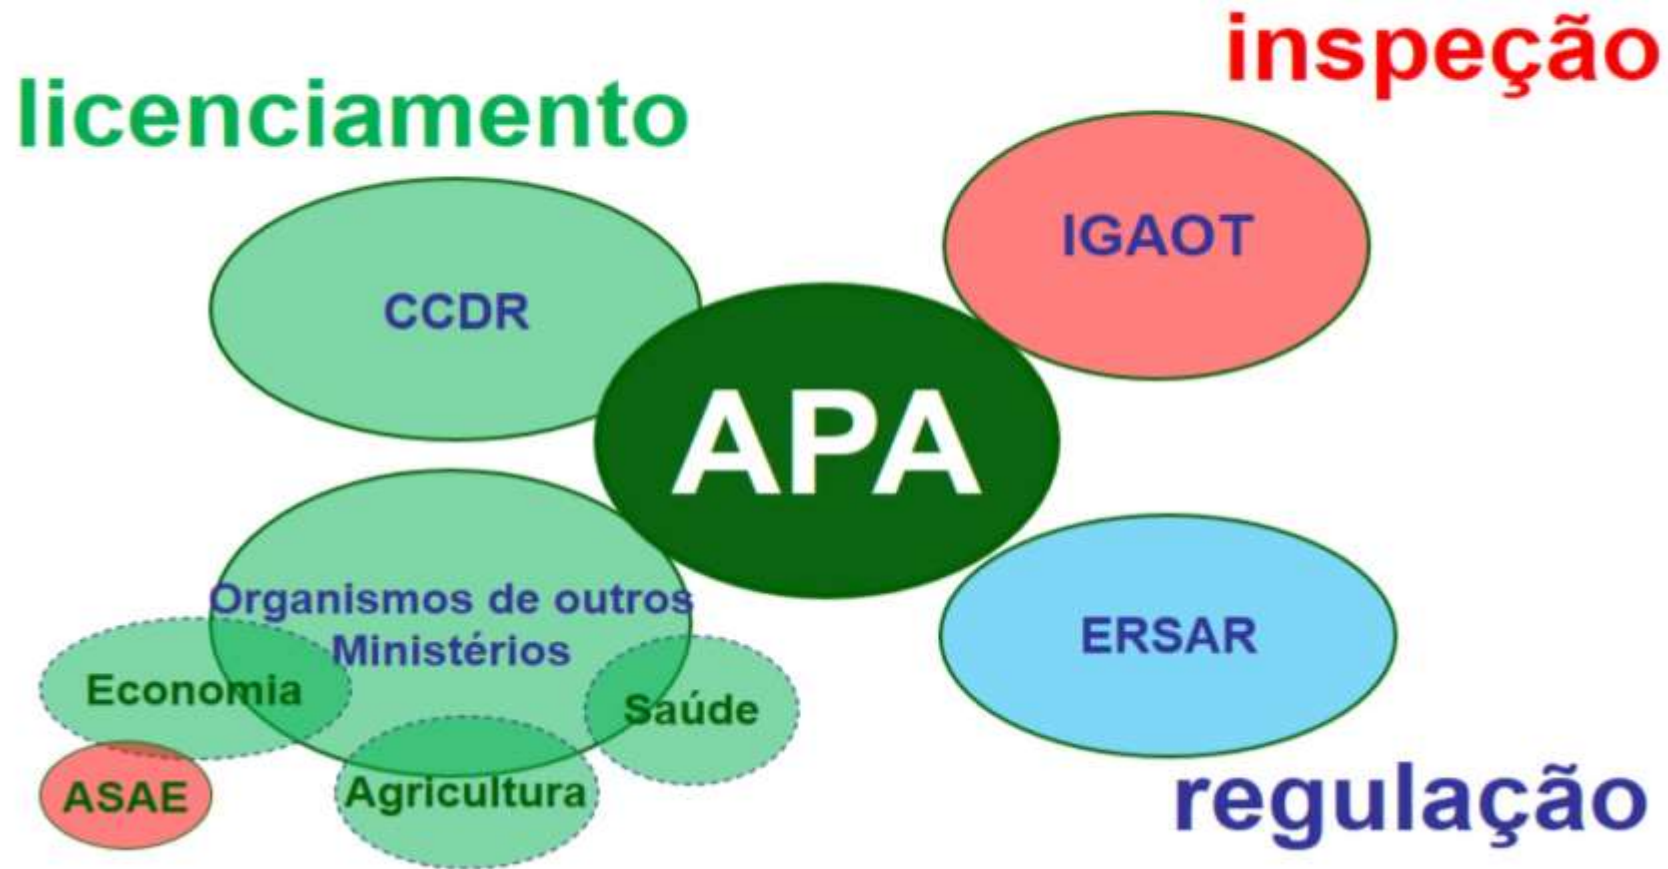 inspeção
licenciamento
IGAOT
CCDR
APA
Organismos de outros
Ministérios
ERSAR
Economia
Saúde
ASAE
Agricultura
regulação